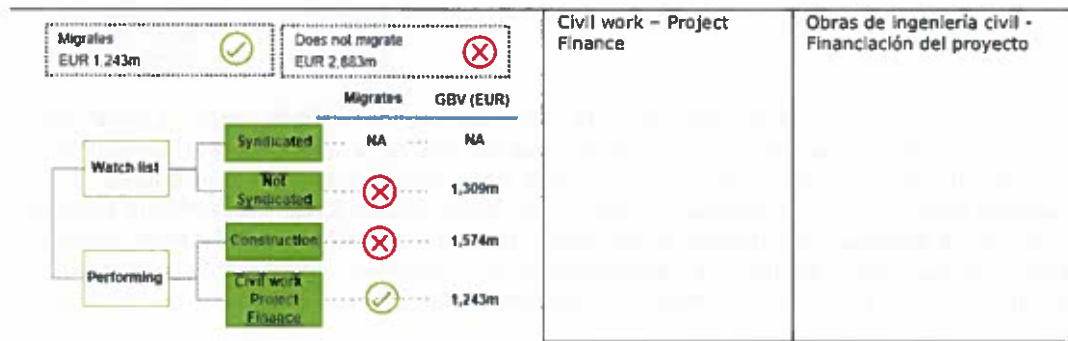 Migrates
EUR 1,243m
Does not migrate
EUR 2,883m
Migrates GBV (EUR)
Watch list
Syndicated NA NA
Not
Syndicated
1,309m
Performing
Construction 1,574m
Civil work -
Project
Finance
1,243m
Civil work – Project
Finance
Obras de ingeniería civil -
Financiación del proyecto